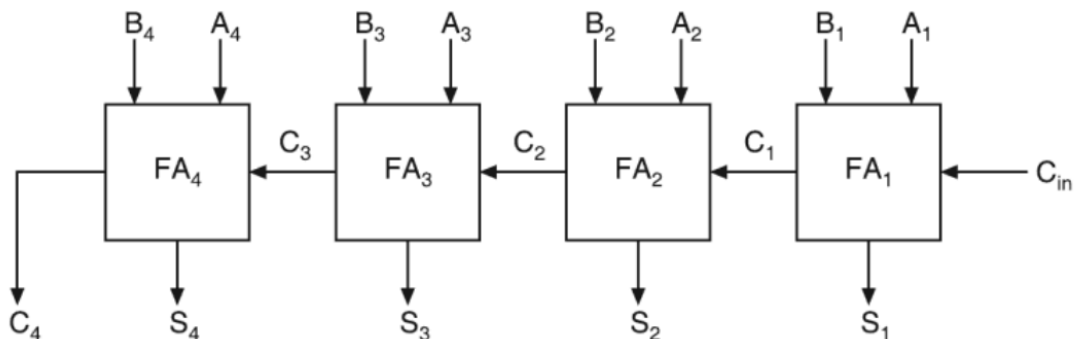 B₄ A₄ B₃ A₃ B₂ A₂ B₁ A₁
C₃ C₂ C₁
FA₄ FA₃ FA₂ FA₁ C_in
C₄ S₄ S₃ S₂ S₁